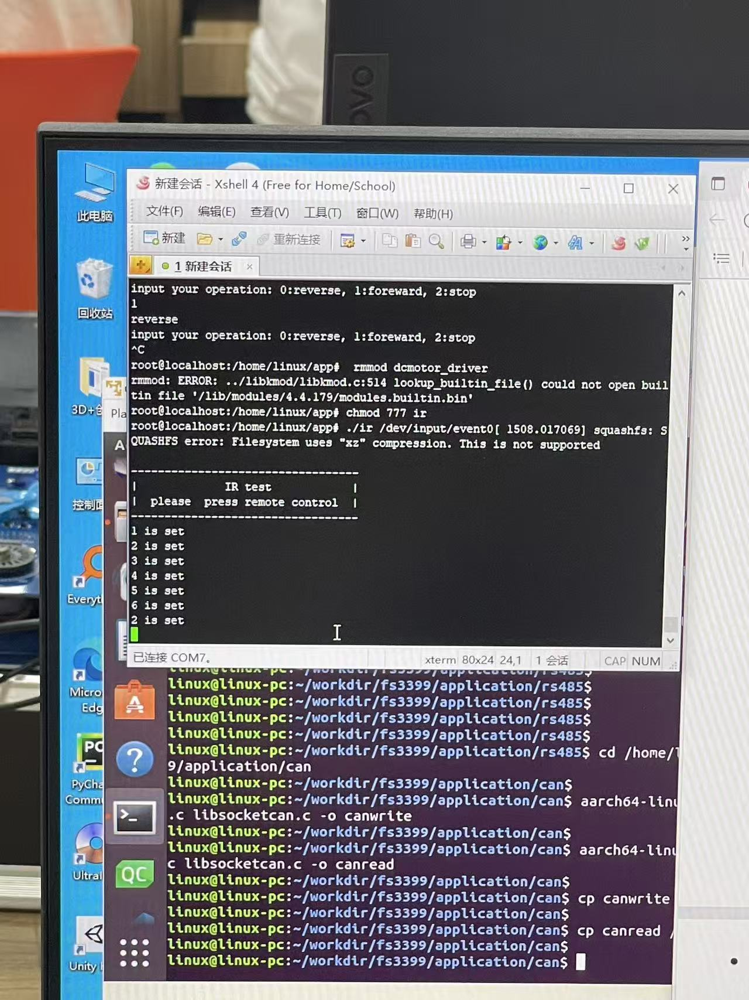 新建会话 - Xshell 4 (Free for Home/School)
文件(F) 编辑(E) 查看(V) 工具(T) 窗口(W) 帮助(H)
新建 重新连接
1 新建会话
input your operation: 0:reverse, 1:foreward, 2:stop
1
reverse
input your operation: 0:reverse, 1:foreward, 2:stop
^C
root@localhost:/home/linux/app#  rmmod dcmotor_driver
rmmod: ERROR: ../libkmod/libkmod.c:514 lookup_builtin_file() could not open buil
tin file '/lib/modules/4.4.179/modules.builtin.bin'
root@localhost:/home/linux/app# chmod 777 ir
root@localhost:/home/linux/app# ./ir /dev/input/event0[ 1508.017069] squashfs: S
QUASHFS error: Filesystem uses "xz" compression. This is not supported
----------------------------------
|             IR test            |
|  please  press remote control  |
----------------------------------
1 is set
2 is set
3 is set
4 is set
5 is set
6 is set
2 is set
已连接 COM7。 xterm 80x24 24,1 1 会话 CAP NUM
linux@linux-pc:~/workdir/fs3399/application/rs485$
linux@linux-pc:~/workdir/fs3399/application/rs485$
linux@linux-pc:~/workdir/fs3399/application/rs485$
linux@linux-pc:~/workdir/fs3399/application/rs485$
linux@linux-pc:~/workdir/fs3399/application/rs485$
linux@linux-pc:~/workdir/fs3399/application/rs485$ cd /home/
9/application/can
linux@linux-pc:~/workdir/fs3399/application/can$
linux@linux-pc:~/workdir/fs3399/application/can$ aarch64-linu
.c libsocketcan.c -o canwrite
linux@linux-pc:~/workdir/fs3399/application/can$
linux@linux-pc:~/workdir/fs3399/application/can$ aarch64-linu
c libsocketcan.c -o canread
linux@linux-pc:~/workdir/fs3399/application/can$
linux@linux-pc:~/workdir/fs3399/application/can$ cp canwrite
linux@linux-pc:~/workdir/fs3399/application/can$
linux@linux-pc:~/workdir/fs3399/application/can$ cp canread /
linux@linux-pc:~/workdir/fs3399/application/can$
linux@linux-pc:~/workdir/fs3399/application/can$
此电脑
回收站
3D+
Pla
A
控制面
Everyt
Micro
Edg
PC
PyCha
Commu
QC
Ultral
Unity